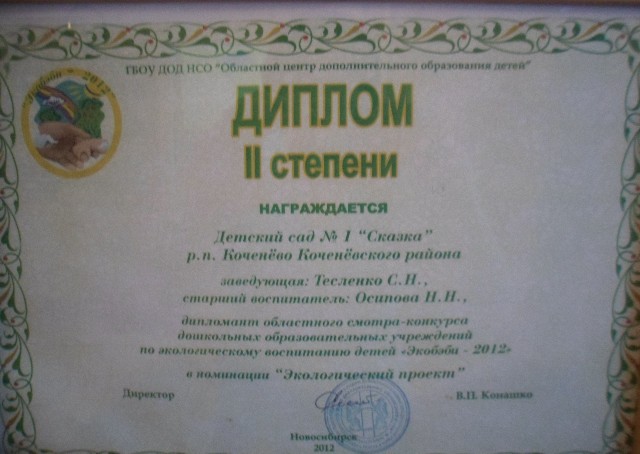 ГБОУ ДОД НСО "Областной центр дополнительного образования детей"
"Экобэби - 2012"
ДИПЛОМ
II степени
НАГРАЖДАЕТСЯ
Детский сад № 1 "Сказка"
р.п. Коченёво Коченёвского района
заведующая: Тесленко С.Н.,
старший воспитатель: Осипова Н.Н.,
дипломант областного смотра-конкурса
дошкольных образовательных учреждений
по экологическому воспитанию детей «Экобэби - 2012»
в номинации "Экологический проект"
Директор В.П. Конашко
Новосибирск
2012